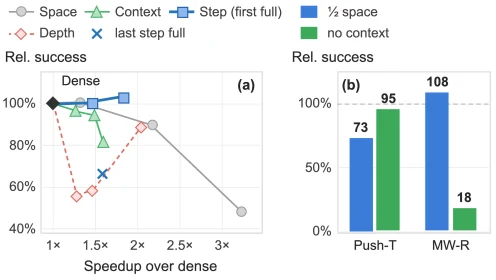 Space Context Step (first full)
Depth last step full
½ space
no context
Rel. success
Dense
(a)
100%
80%
60%
40%
1× 1.5× 2× 2.5× 3×
Speedup over dense
Rel. success
(b)
108
95
73
18
100%
50%
0%
Push-T MW-R